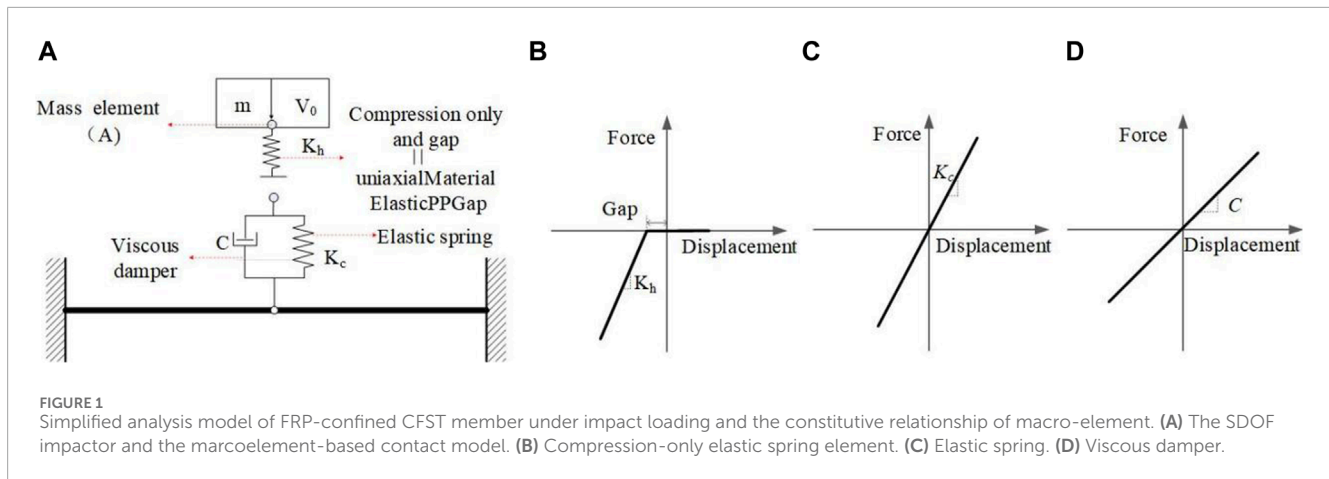 A
B
C
D
Mass element
(A)
m
V0
Kh
Compression only
and gap
||
uniaxialMaterial
ElasticPPGap
Viscous
damper
C
Kc
Elastic spring
Force
Gap
Displacement
Kh
Force
Kc
Displacement
Force
C
Displacement
FIGURE 1
Simplified analysis model of FRP-confined CFST member under impact loading and the constitutive relationship of macro-element. (A) The SDOF
impactor and the marcoelement-based contact model. (B) Compression-only elastic spring element. (C) Elastic spring. (D) Viscous damper.